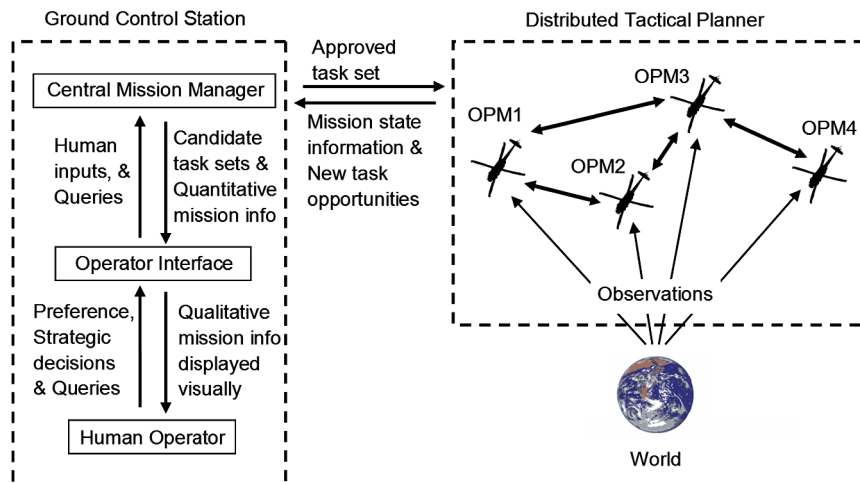 Ground Control Station
Central Mission Manager
Human
inputs, &
Queries
Candidate
task sets &
Quantitative
mission info
Operator Interface
Preference,
Strategic
decisions
& Queries
Qualitative
mission info
displayed
visually
Human Operator
Approved
task set
Mission state
information &
New task
opportunities
Distributed Tactical Planner
OPM3
OPM1
OPM4
OPM2
Observations
World